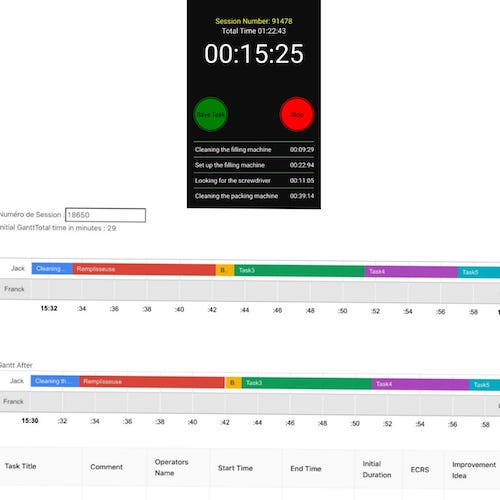 Session Number: 91478
Total Time 01:22:43
00:15:25
Save Task
Stop
Cleaning the filling machine 00:09:29
Set up the filling machine 00:22:94
Looking for the screwdriver 00:11:05
Cleaning the packing machine 00:39:14
Numéro de Session : 18650
nitial GanttTotal time in minutes : 29
Jack Cleaning... Remplisseuse B.. Task3 Task4 Task5
Franck
15:32 :34 :36 :38 :40 :42 :44 :46 :48 :50 :52 :54 :56 :58
Gantt After
Jack Cleaning th... Remplisseuse B. Task3 Task4 Task5
Franck
15:30 :32 :34 :36 :38 :40 :42 :44 :46 :48 :50 :52 :54 :56 :58
Task Title Comment Operators Name Start Time End Time Initial Duration ECRS Improvement Idea